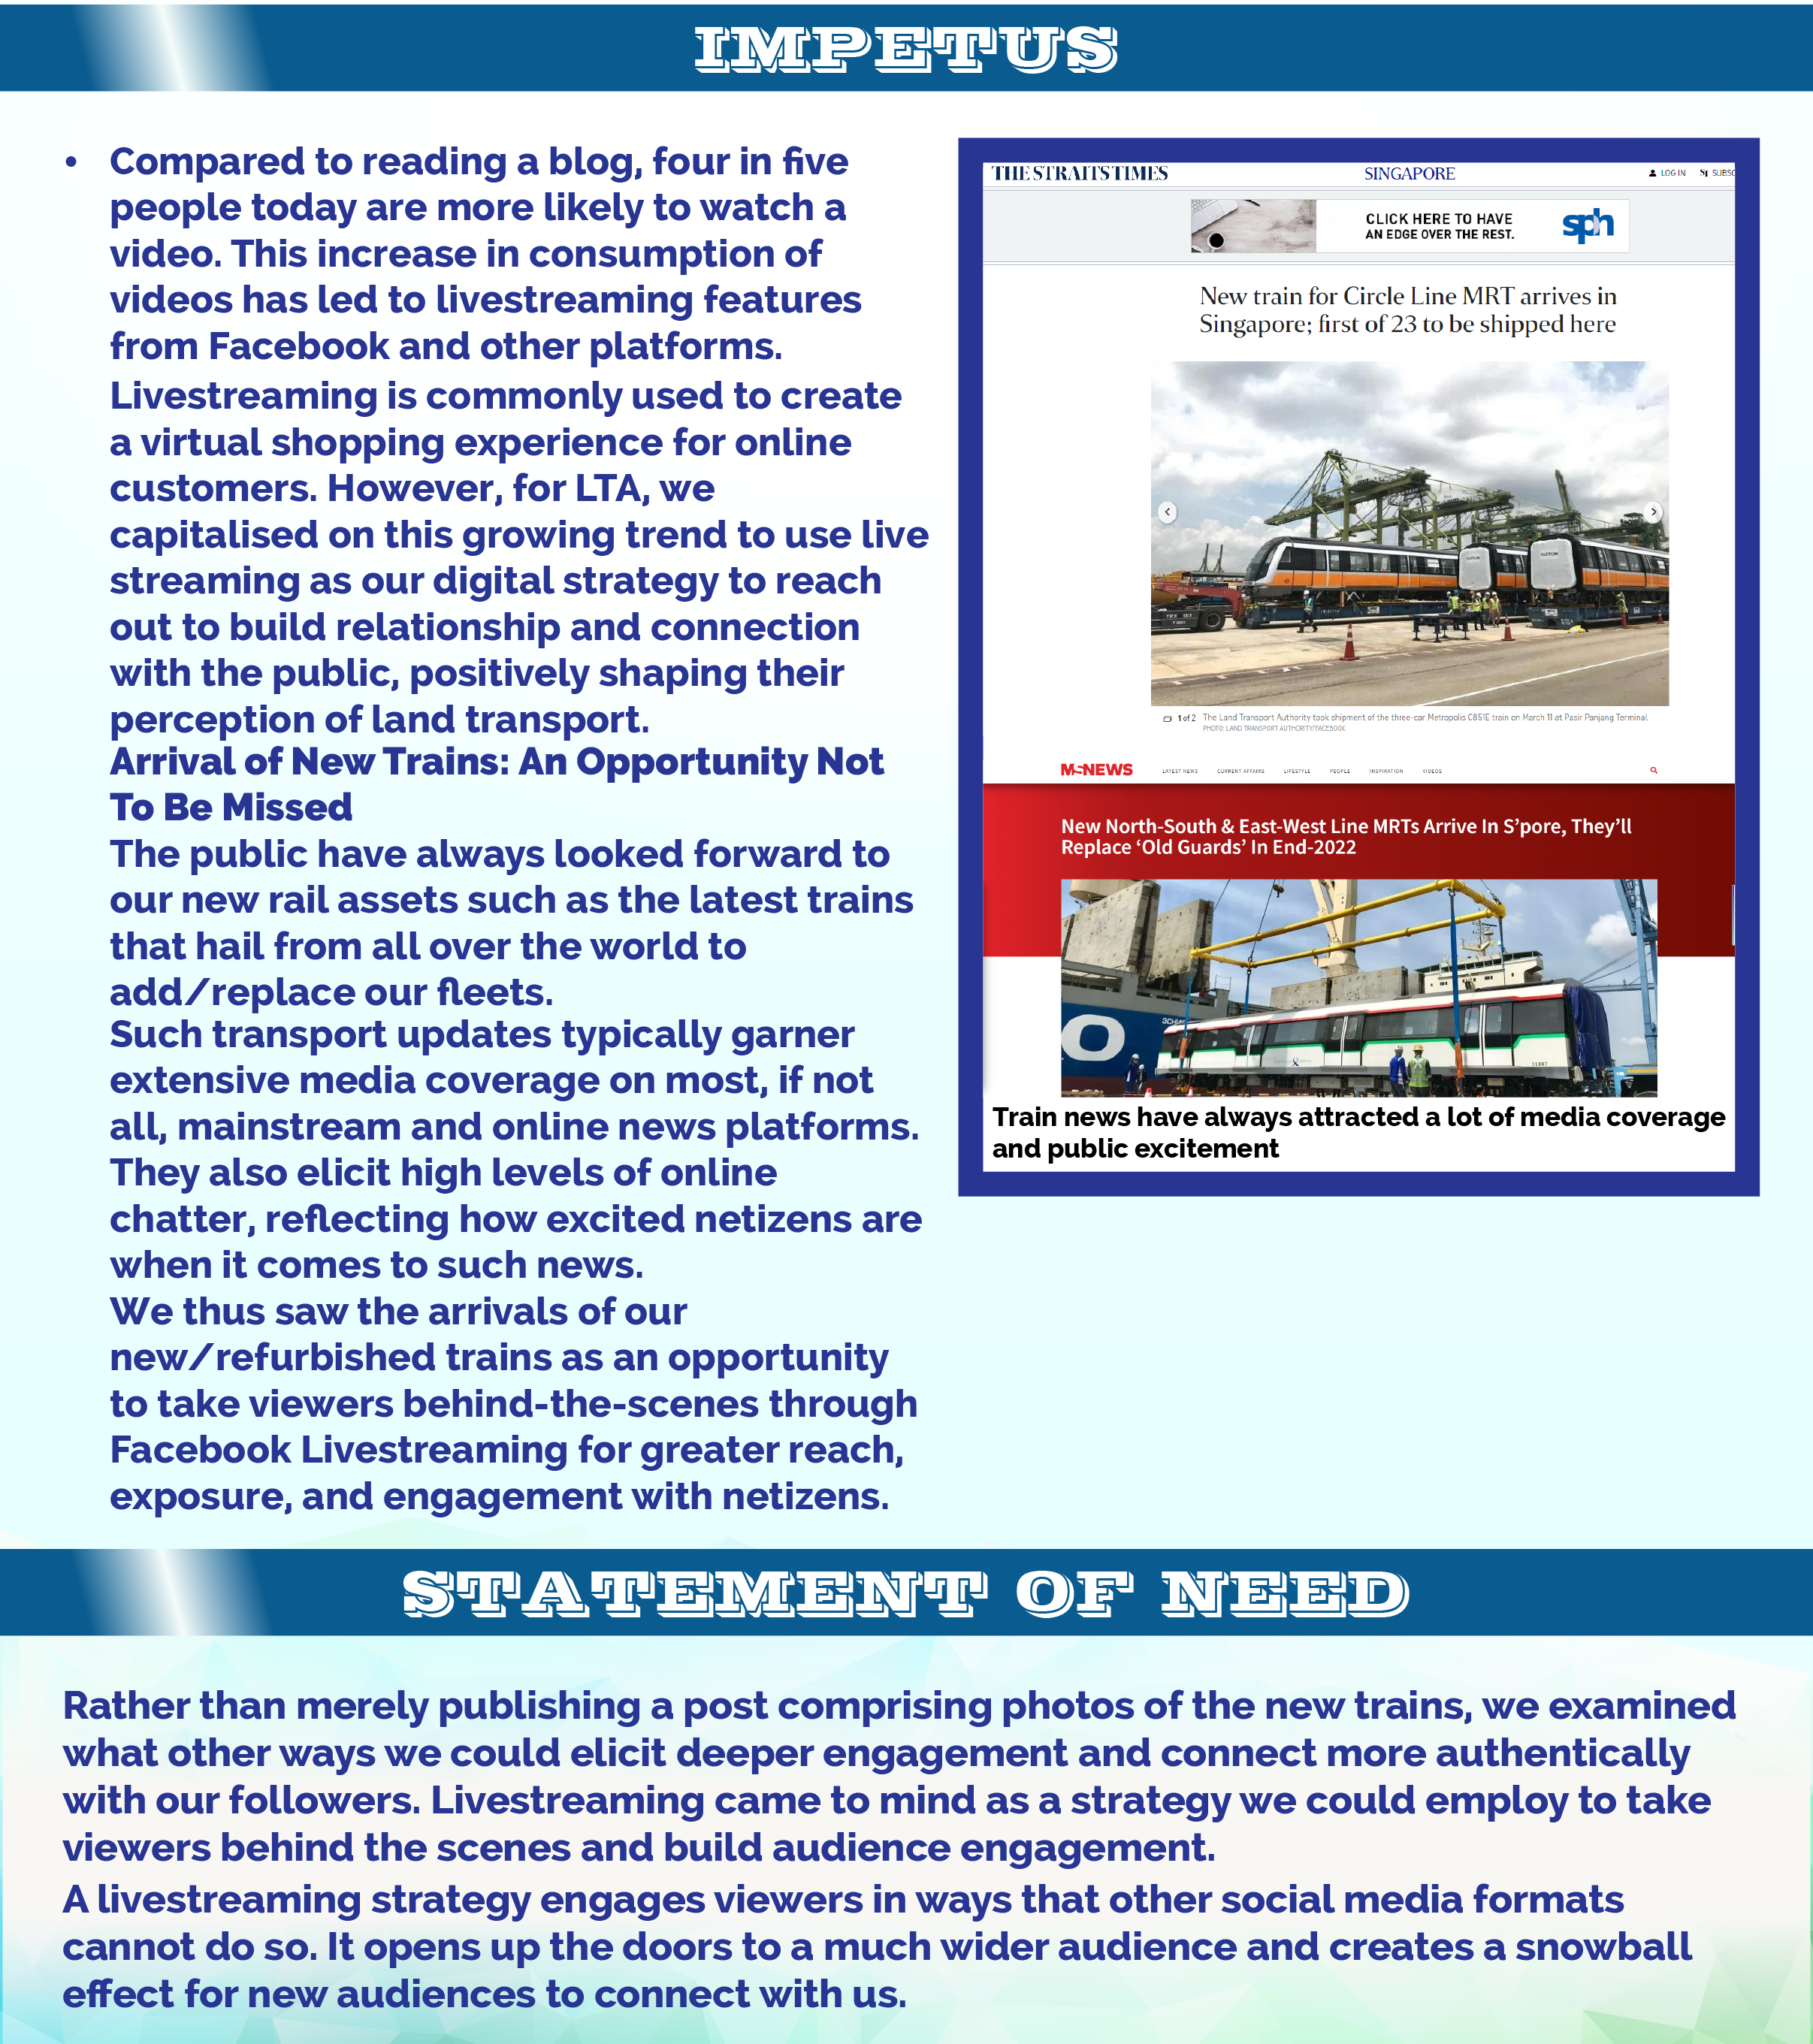 IMPETUS
• Compared to reading a blog, four in five
people today are more likely to watch a
video. This increase in consumption of
videos has led to livestreaming features
from Facebook and other platforms.
Livestreaming is commonly used to create
a virtual shopping experience for online
customers. However, for LTA, we
capitalised on this growing trend to use live
streaming as our digital strategy to reach
out to build relationship and connection
with the public, positively shaping their
perception of land transport.
Arrival of New Trains: An Opportunity Not
To Be Missed
The public have always looked forward to
our new rail assets such as the latest trains
that hail from all over the world to
add/replace our fleets.
Such transport updates typically garner
extensive media coverage on most, if not
all, mainstream and online news platforms.
They also elicit high levels of online
chatter, reflecting how excited netizens are
when it comes to such news.
We thus saw the arrivals of our
new/refurbished trains as an opportunity
to take viewers behind-the-scenes through
Facebook Livestreaming for greater reach,
exposure, and engagement with netizens.
THE STRAITS TIMES
SINGAPORE
LOG IN
ST SUBSC
CLICK HERE TO HAVE
AN EDGE OVER THE REST.
sph
New train for Circle Line MRT arrives in
Singapore; first of 23 to be shipped here
1 of 2 The Land Transport Authority took shipment of the three-car Metropolis C851E train on March 11 at Pasir Panjang Terminal.
PHOTO: LAND TRANSPORT AUTHORITY/FACEBOOK
MSNEWS
LATEST NEWS CURRENT AFFAIRS LIFESTYLE PEOPLE INSPIRATION VIDEOS
New North-South & East-West Line MRTs Arrive In S’pore, They’ll
Replace ‘Old Guards’ In End-2022
O
Train news have always attracted a lot of media coverage
and public excitement
STATEMENT OF NEED
Rather than merely publishing a post comprising photos of the new trains, we examined
what other ways we could elicit deeper engagement and connect more authentically
with our followers. Livestreaming came to mind as a strategy we could employ to take
viewers behind the scenes and build audience engagement.
A livestreaming strategy engages viewers in ways that other social media formats
cannot do so. It opens up the doors to a much wider audience and creates a snowball
effect for new audiences to connect with us.